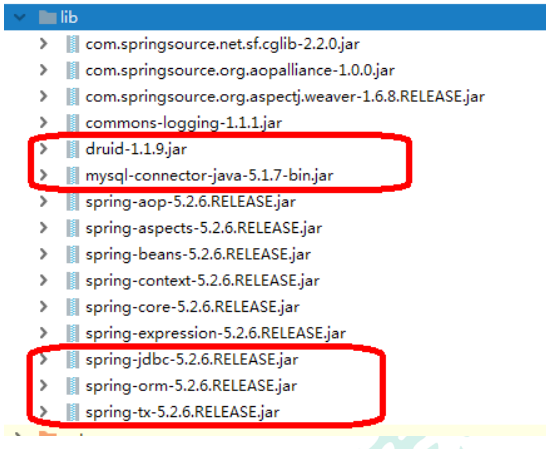 lib
com.springsource.net.sf.cglib-2.2.0.jar
com.springsource.org.aopalliance-1.0.0.jar
com.springsource.org.aspectj.weaver-1.6.8.RELEASE.jar
commons-logging-1.1.1.jar
druid-1.1.9.jar
mysql-connector-java-5.1.7-bin.jar
spring-aop-5.2.6.RELEASE.jar
spring-aspects-5.2.6.RELEASE.jar
spring-beans-5.2.6.RELEASE.jar
spring-context-5.2.6.RELEASE.jar
spring-core-5.2.6.RELEASE.jar
spring-expression-5.2.6.RELEASE.jar
spring-jdbc-5.2.6.RELEASE.jar
spring-orm-5.2.6.RELEASE.jar
spring-tx-5.2.6.RELEASE.jar